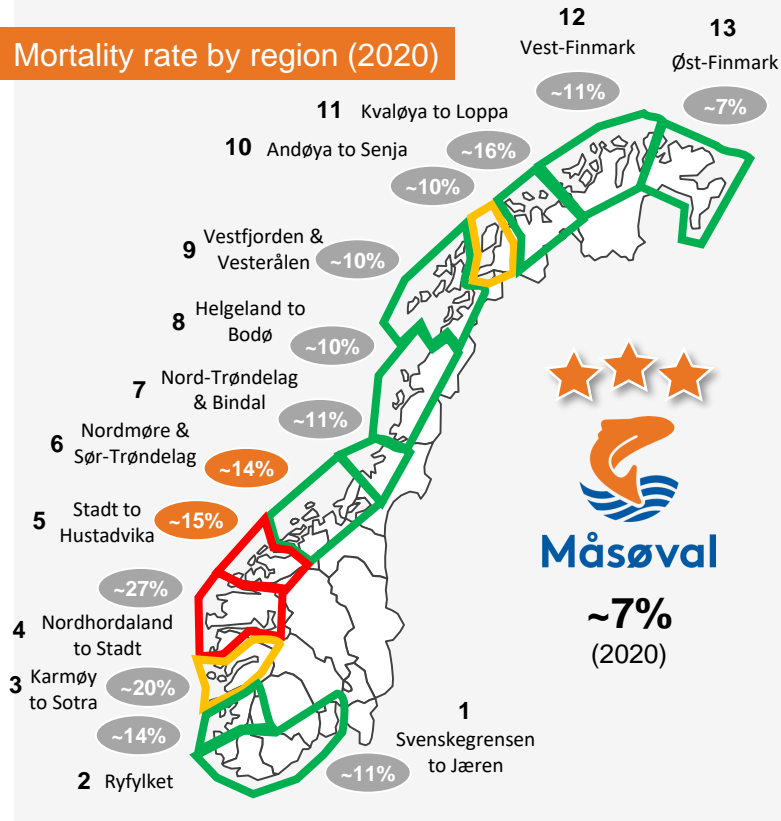 Mortality rate by region (2020)
12
Vest-Finmark
~11%
13
Øst-Finmark
~7%
11 Kvaløya to Loppa
~16%
10 Andøya to Senja
~10%
9 Vestfjorden &
Vesterålen
~10%
8 Helgeland to
Bodø
~10%
7 Nord-Trøndelag
& Bindal
~11%
6 Nordmøre &
Sør-Trøndelag
~14%
5 Stadt to
Hustadvika
~15%
~27%
4 Nordhordaland
to Stadt
3 Karmøy
to Sotra
~20%
~14%
2 Ryfylket
1
Svenskegrensen
to Jæren
~11%
Måsøval
~7%
(2020)